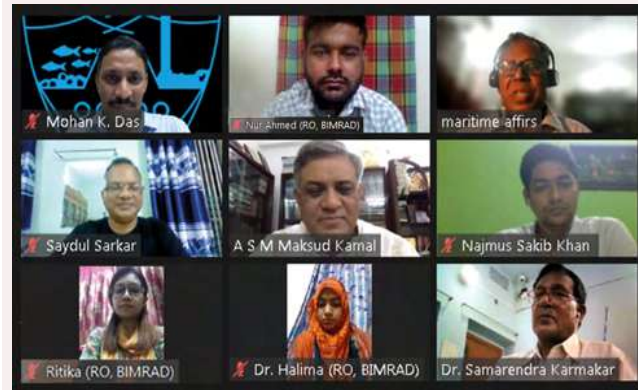 Mohan K. Das
Nur Ahmed (RO, BIMRAD)
maritime affirs
Saydul Sarkar
A S M Maksud Kamal
Najmus Sakib Khan
Ritika (RO, BIMRAD)
Dr. Halima (RO, BIMRAD)
Dr. Samarendra Karmakar